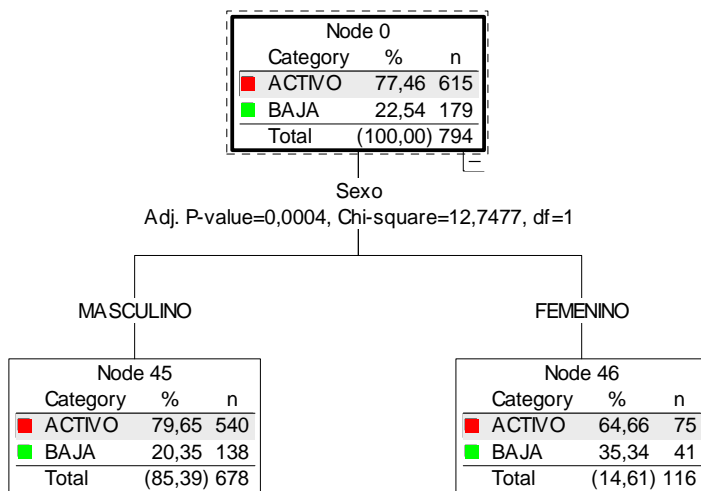 Node 0
Category % n
ACTIVO 77,46 615
BAJA 22,54 179
Total (100,00) 794
Sexo
Adj. P-value=0,0004, Chi-square=12,7477, df=1
MASCULINO
FEMENINO
Node 45
Category % n
ACTIVO 79,65 540
BAJA 20,35 138
Total (85,39) 678
Node 46
Category % n
ACTIVO 64,66 75
BAJA 35,34 41
Total (14,61) 116